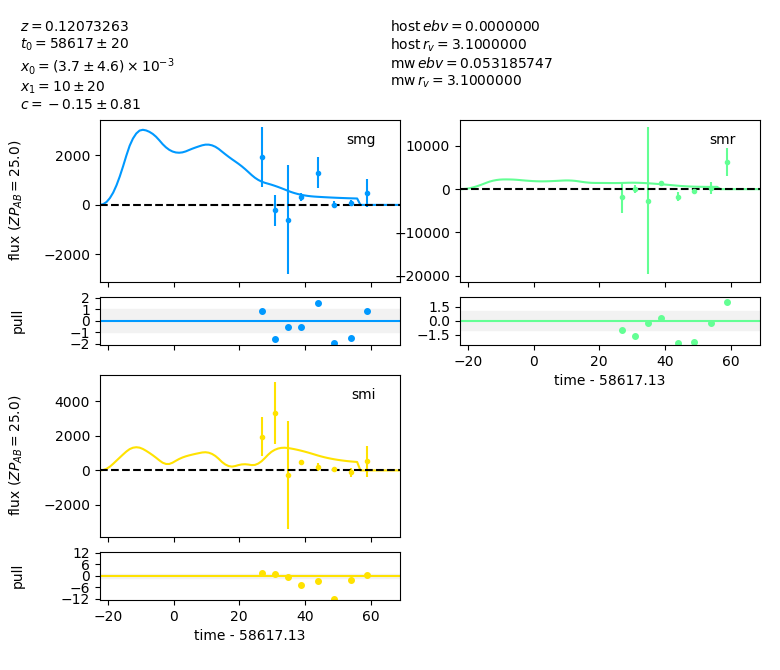 z = 0.12073263
t₀ = 58617 ± 20
x₀ = (3.7 ± 4.6) × 10⁻³
x₁ = 10 ± 20
c = −0.15 ± 0.81
host ebv = 0.0000000
host r_v = 3.1000000
mw ebv = 0.053185747
mw r_v = 3.1000000
smg
2000
0
−2000
flux (ZP_AB = 25.0)
smr
10000
0
−10000
−20000
2
1
0
−1
−2
pull
1.5
0.0
−1.5
−20 0 20 40 60
time - 58617.13
smi
4000
2000
0
−2000
flux (ZP_AB = 25.0)
12
6
0
−6
−12
pull
−20 0 20 40 60
time - 58617.13